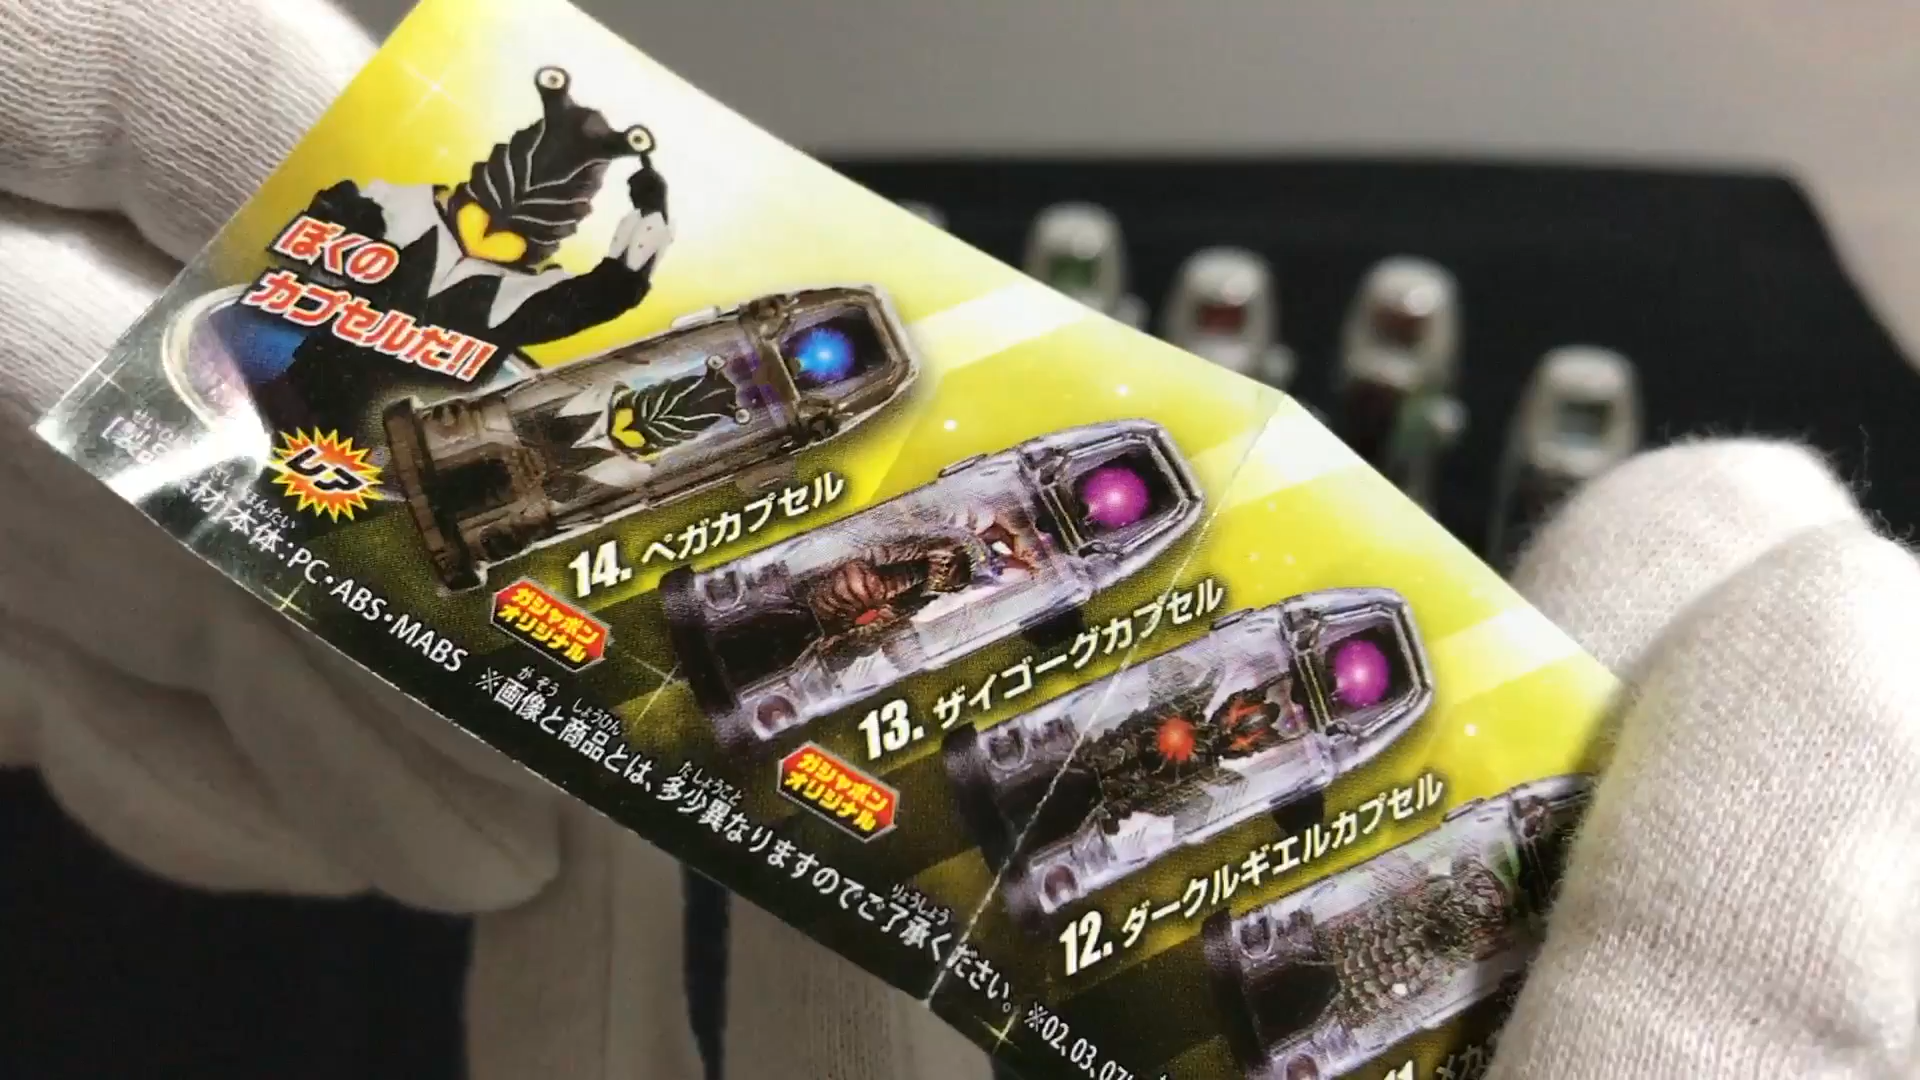 ぼくの
カプセルだ!!
レア
14. ペガカプセル
ガシャポン
オリジナル
13. ザイゴーグカプセル
ガシャポン
オリジナル
12. ダークルギエルカプセル
11
本体:PC・ABS・MABS
※画像と商品とは、多少異なりますのでご了承ください。※02、03、07